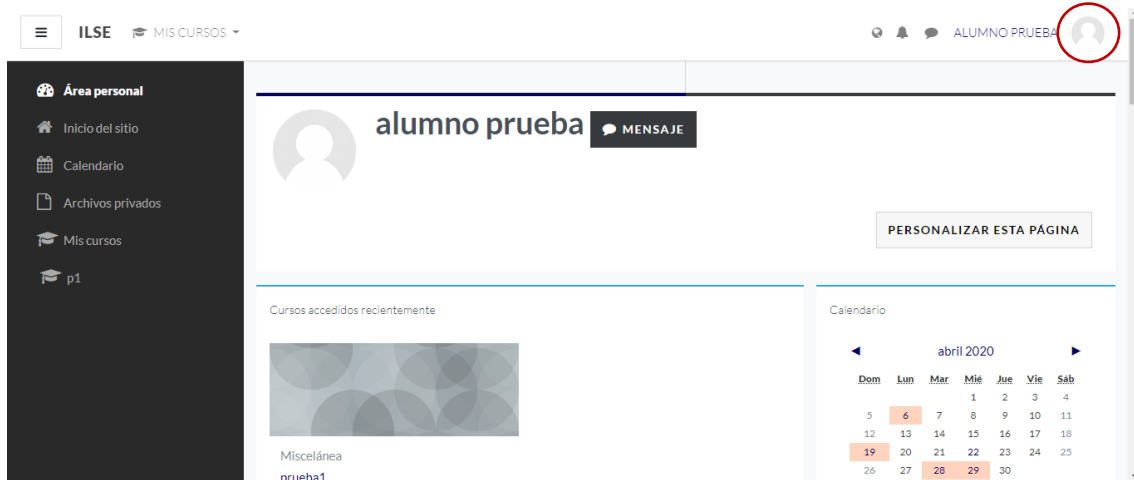 ILSE MIS CURSOS ALUMNO PRUEBA
Área personal
Inicio del sitio
Calendario
Archivos privados
Mis cursos
p1
alumno prueba MENSAJE
PERSONALIZAR ESTA PÁGINA
Cursos accedidos recientemente
Miscelánea
prueba1
Calendario
◄ abril 2020 ►
Dom Lun Mar Mié Jue Vie Sáb
1 2 3 4
5 6 7 8 9 10 11
12 13 14 15 16 17 18
19 20 21 22 23 24 25
26 27 28 29 30